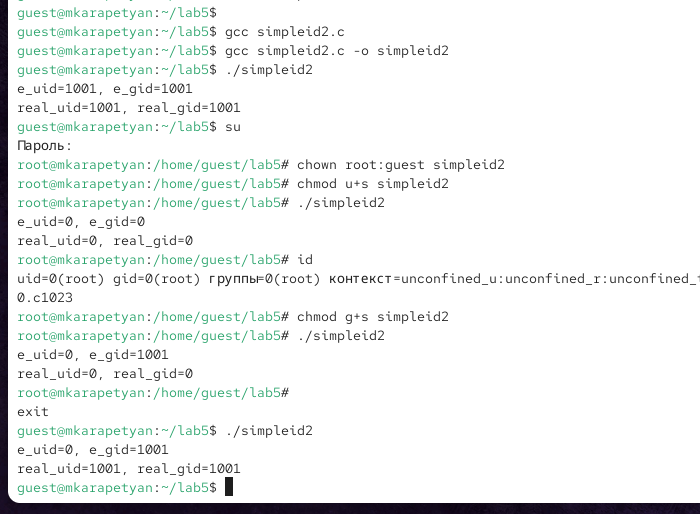 guest@mkarapetyan:~/lab5$
guest@mkarapetyan:~/lab5$ gcc simpleid2.c
guest@mkarapetyan:~/lab5$ gcc simpleid2.c -o simpleid2
guest@mkarapetyan:~/lab5$ ./simpleid2
e_uid=1001, e_gid=1001
real_uid=1001, real_gid=1001
guest@mkarapetyan:~/lab5$ su
Пароль:
root@mkarapetyan:/home/guest/lab5# chown root:guest simpleid2
root@mkarapetyan:/home/guest/lab5# chmod u+s simpleid2
root@mkarapetyan:/home/guest/lab5# ./simpleid2
e_uid=0, e_gid=0
real_uid=0, real_gid=0
root@mkarapetyan:/home/guest/lab5# id
uid=0(root) gid=0(root) группы=0(root) контекст=unconfined_u:unconfined_r:unconfined_
0.c1023
root@mkarapetyan:/home/guest/lab5# chmod g+s simpleid2
root@mkarapetyan:/home/guest/lab5# ./simpleid2
e_uid=0, e_gid=1001
real_uid=0, real_gid=0
root@mkarapetyan:/home/guest/lab5#
exit
guest@mkarapetyan:~/lab5$ ./simpleid2
e_uid=0, e_gid=1001
real_uid=1001, real_gid=1001
guest@mkarapetyan:~/lab5$